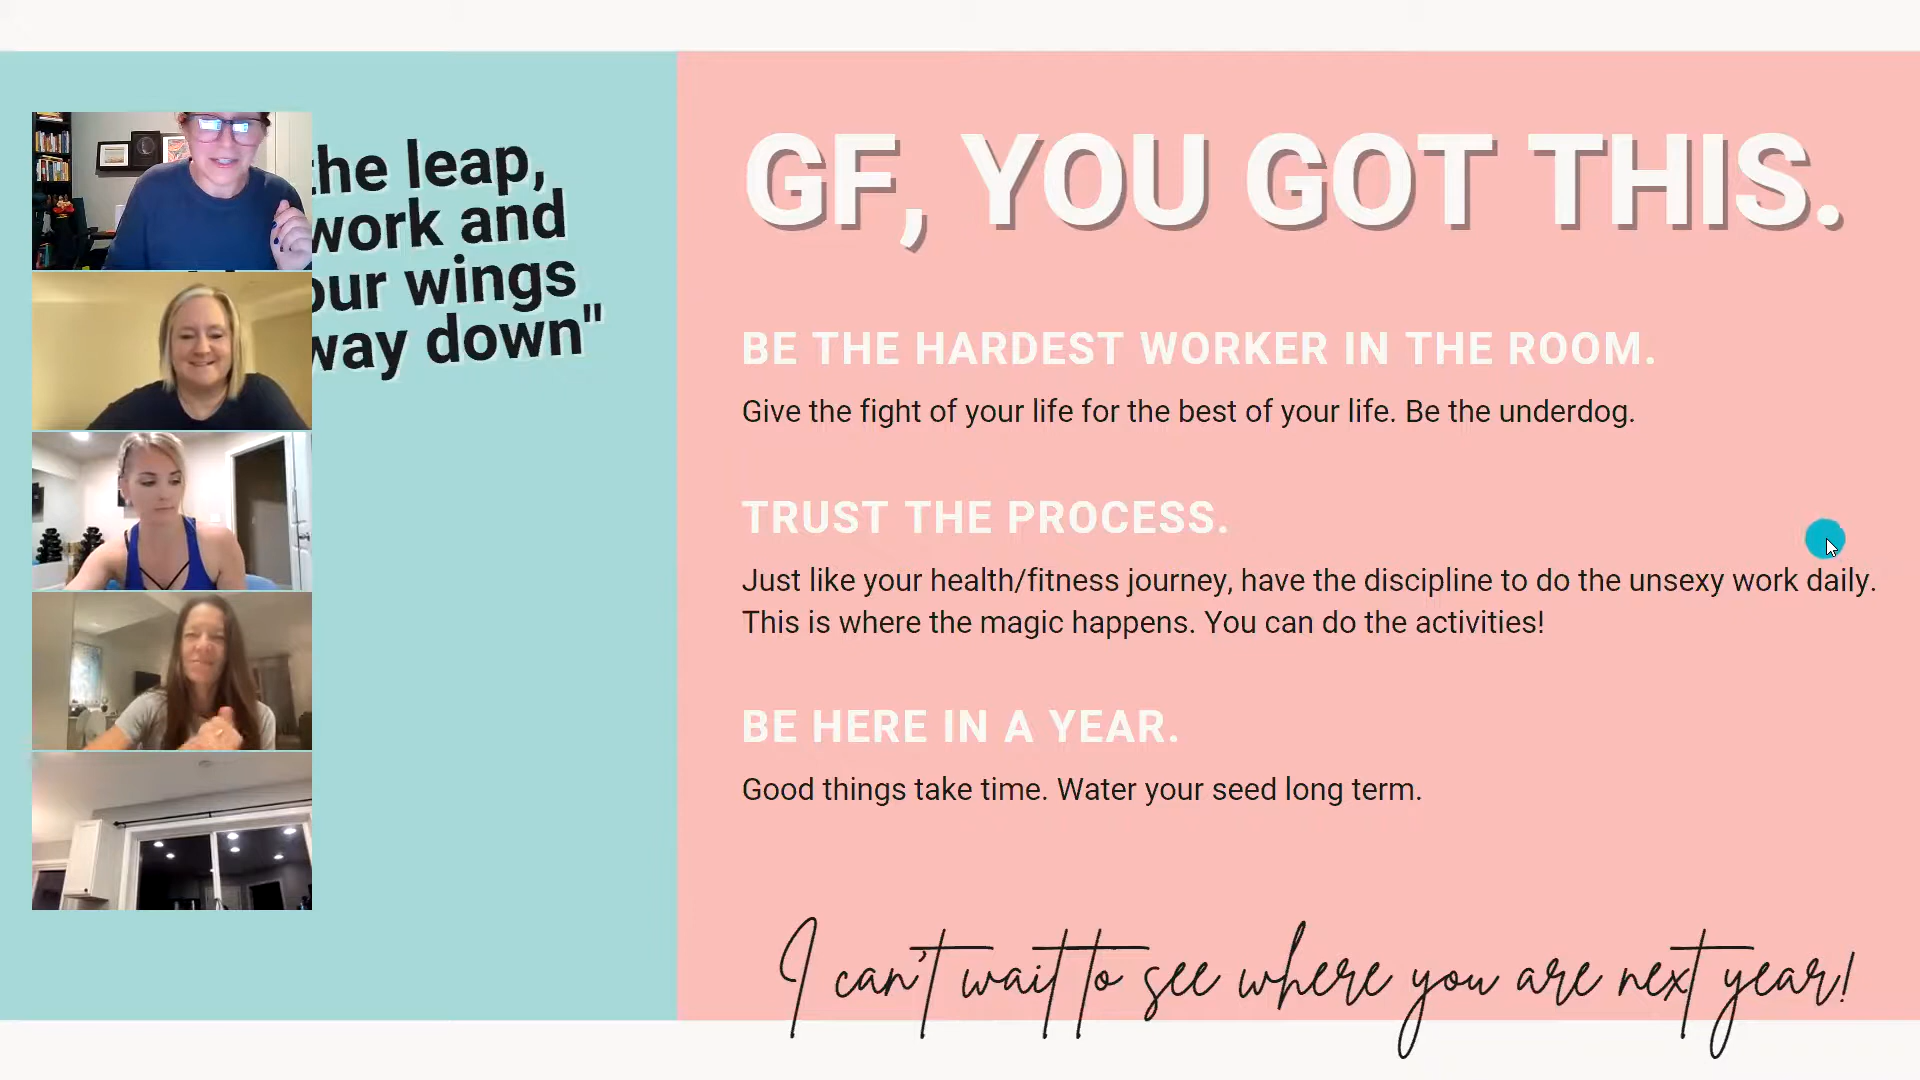 the leap,
work and
our wings
way down"
GF, YOU GOT THIS.
BE THE HARDEST WORKER IN THE ROOM.
Give the fight of your life for the best of your life. Be the underdog.
TRUST THE PROCESS.
Just like your health/fitness journey, have the discipline to do the unsexy work daily.
This is where the magic happens. You can do the activities!
BE HERE IN A YEAR.
Good things take time. Water your seed long term.
I can't wait to see where you are next year!